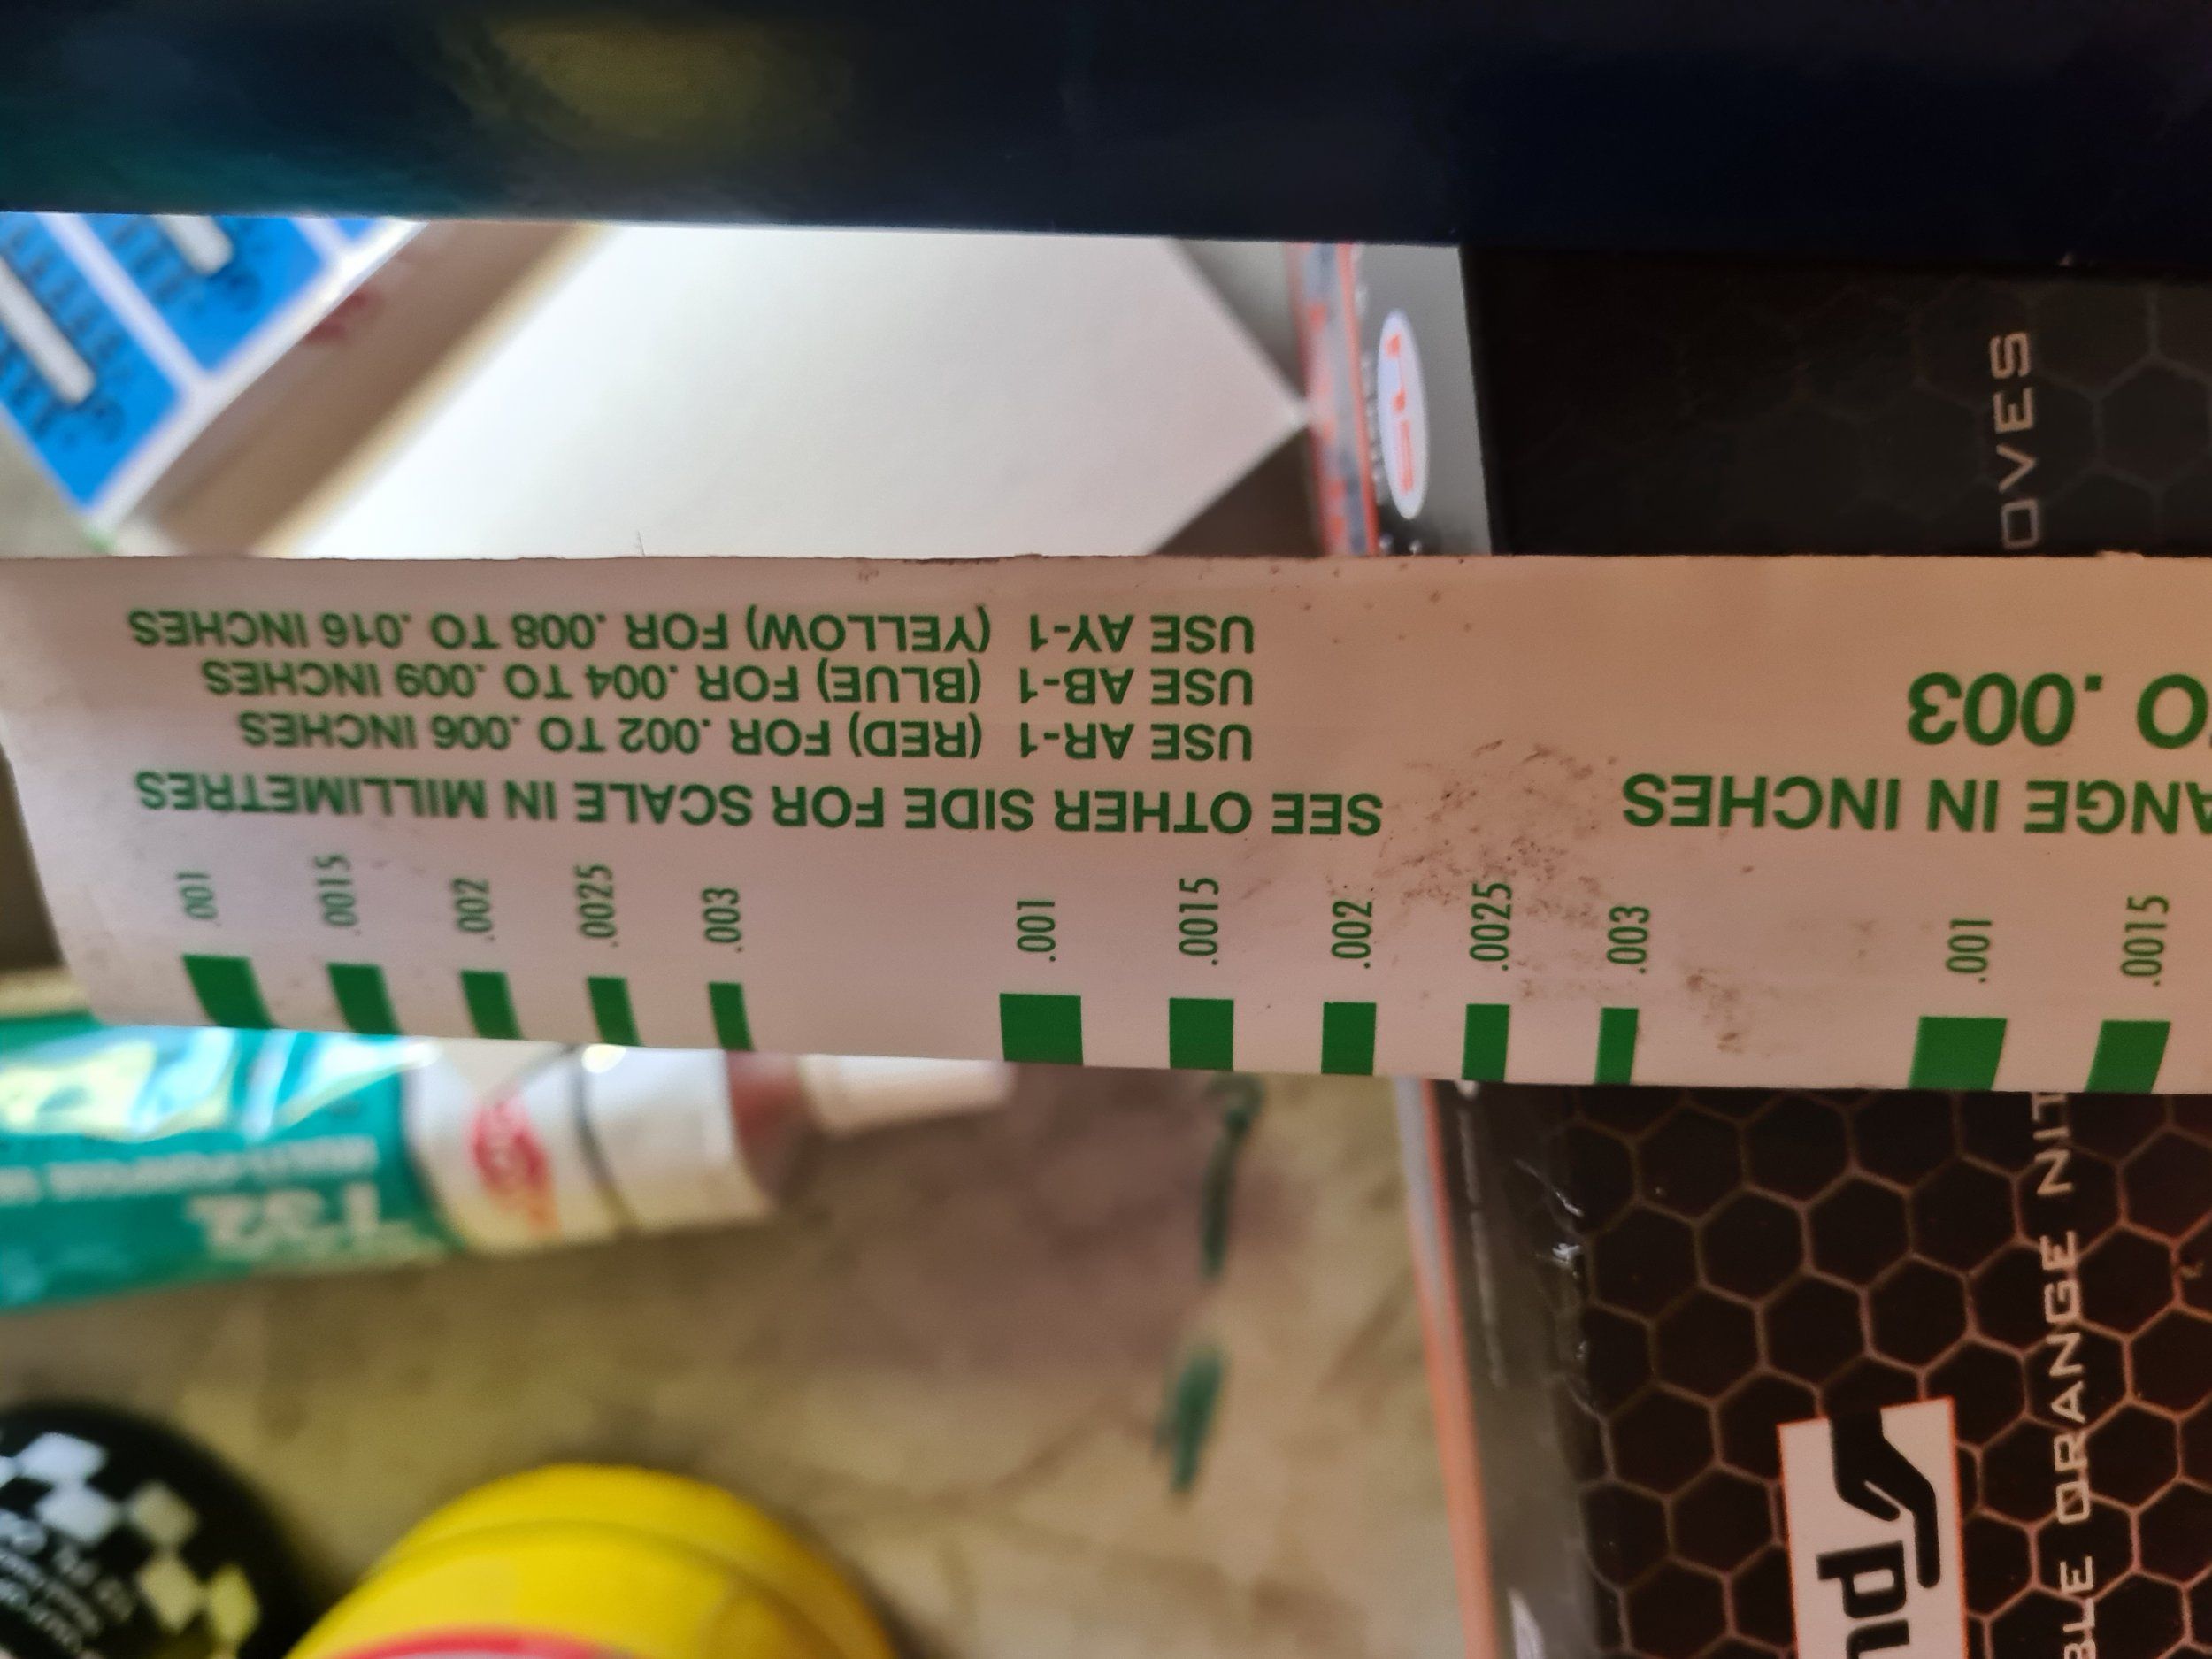 USE AY-1 (YELLOW) FOR .008 TO .016 INCHES
USE AB-1 (BLUE) FOR .004 TO .009 INCHES
USE AR-1 (RED) FOR .002 TO .006 INCHES
SEE OTHER SIDE FOR SCALE IN MILLIMETRES
O .003
ANGE IN INCHES
.001 .0015 .002 .0025 .003
.001 .0015 .002 .0025 .003
.001 .0015
OVES
BLE ORANGE NIT
nd
T32